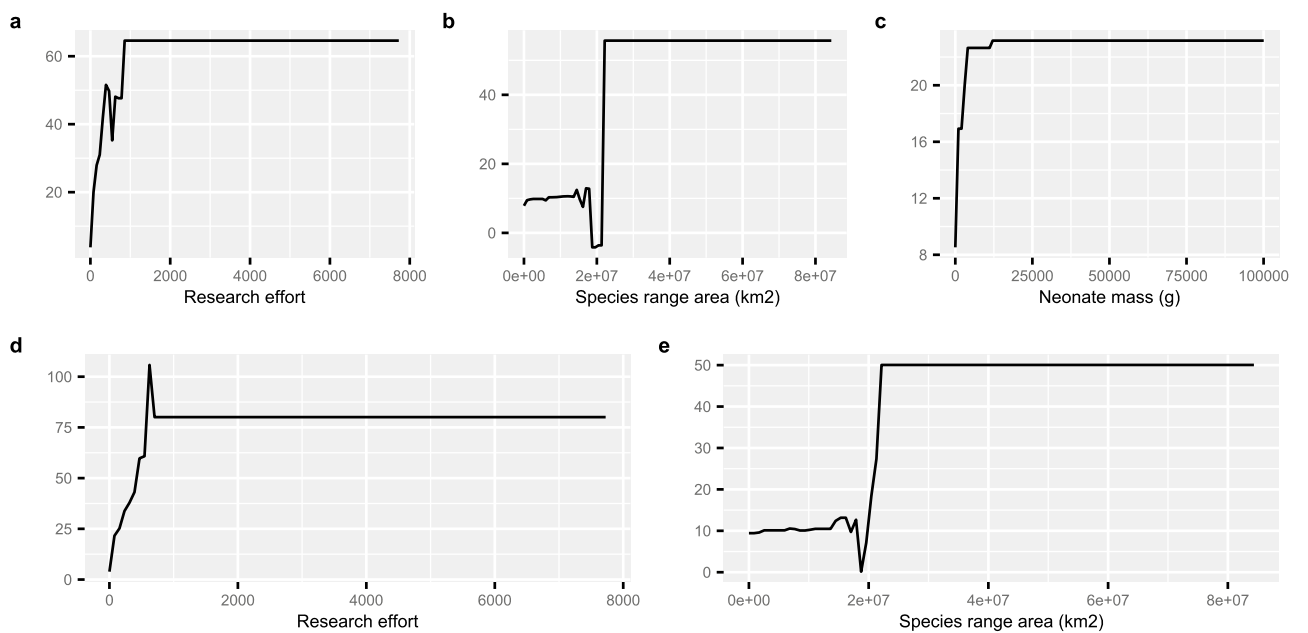 a
60
40
20
0 2000 4000 6000 8000
Research effort
b
40
20
0
0e+00 2e+07 4e+07 6e+07 8e+07
Species range area (km2)
c
20
16
12
8
0 25000 50000 75000 100000
Neonate mass (g)
d
100
75
50
25
0
0 2000 4000 6000 8000
Research effort
e
50
40
30
20
10
0
0e+00 2e+07 4e+07 6e+07 8e+07
Species range area (km2)